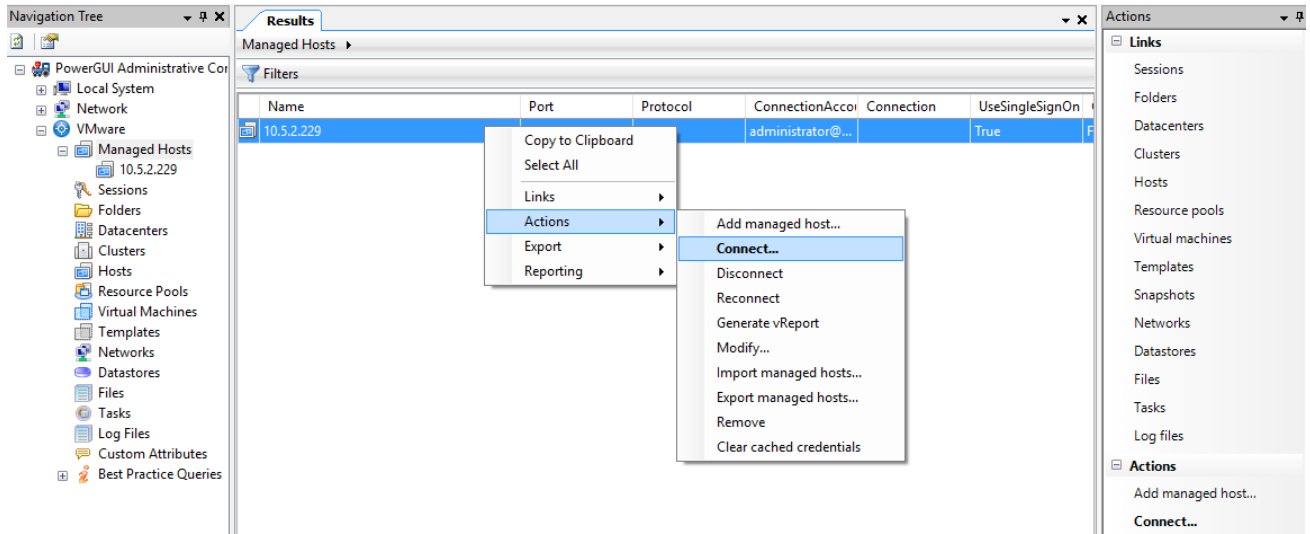 Navigation Tree
PowerGUI Administrative Cor
Local System
Network
VMware
Managed Hosts
10.5.2.229
Sessions
Folders
Datacenters
Clusters
Hosts
Resource Pools
Virtual Machines
Templates
Networks
Datastores
Files
Tasks
Log Files
Custom Attributes
Best Practice Queries
Results
Managed Hosts
Filters
Name Port Protocol ConnectionAccou Connection UseSingleSignOn
10.5.2.229 administrator@... True F
Copy to Clipboard
Select All
Links
Actions
Export
Reporting
Add managed host...
Connect...
Disconnect
Reconnect
Generate vReport
Modify...
Import managed hosts...
Export managed hosts...
Remove
Clear cached credentials
Actions
Links
Sessions
Folders
Datacenters
Clusters
Hosts
Resource pools
Virtual machines
Templates
Snapshots
Networks
Datastores
Files
Tasks
Log files
Actions
Add managed host...
Connect...